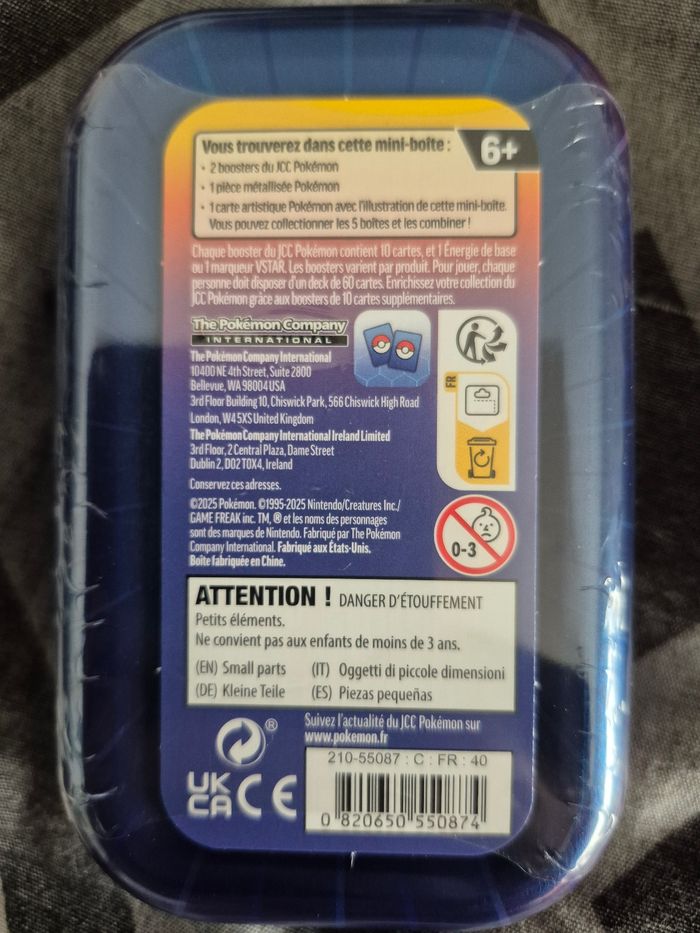 Vous trouverez dans cette mini-boîte :
6+
• 2 boosters du JCC Pokémon
• 1 pièce métallisée Pokémon
• 1 carte artistique Pokémon avec l'illustration de cette mini-boîte.
Vous pouvez collectionner les 5 boîtes et les combiner !
Chaque booster du JCC Pokémon contient 10 cartes, et 1 Énergie de base
ou 1 marqueur VSTAR. Les boosters varient par produit. Pour jouer, chaque
personne doit disposer d'un deck de 60 cartes. Enrichissez votre collection du
JCC Pokémon grâce aux boosters de 10 cartes supplémentaires.
The Pokémon Company
INTERNATIONAL
The Pokémon Company International
10400 NE 4th Street, Suite 2800
Bellevue, WA 98004 USA
3rd Floor Building 10, Chiswick Park, 566 Chiswick High Road
London, W4 5XS United Kingdom
The Pokémon Company International Ireland Limited
3rd Floor, 2 Central Plaza, Dame Street
Dublin 2, D02 T0X4, Ireland
Conservez ces adresses.
©2025 Pokémon. ©1995-2025 Nintendo/Creatures Inc./
GAME FREAK inc. TM, ® et les noms des personnages
sont des marques de Nintendo. Fabriqué par The Pokémon
Company International. Fabriqué aux États-Unis.
Boîte fabriquée en Chine.
FR
0-3
ATTENTION ! DANGER D'ÉTOUFFEMENT
Petits éléments.
Ne convient pas aux enfants de moins de 3 ans.
(EN) Small parts (IT) Oggetti di piccole dimensioni
(DE) Kleine Teile (ES) Piezas pequeñas
®
Suivez l'actualité du JCC Pokémon sur
www.pokemon.fr
UK
CA CE
210-55087 : C : FR : 40
0 820650 550874